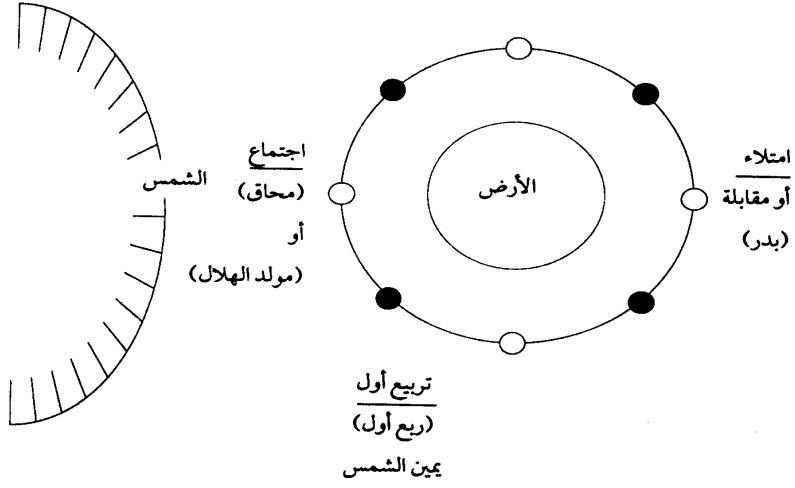 اجتماع
(محاق)
أو
(مولد الهلال)
الشمس
الأرض
امتلاء
أو مقابلة
(بدر)
تربيع أول
(ربع أول)
يمين الشمس